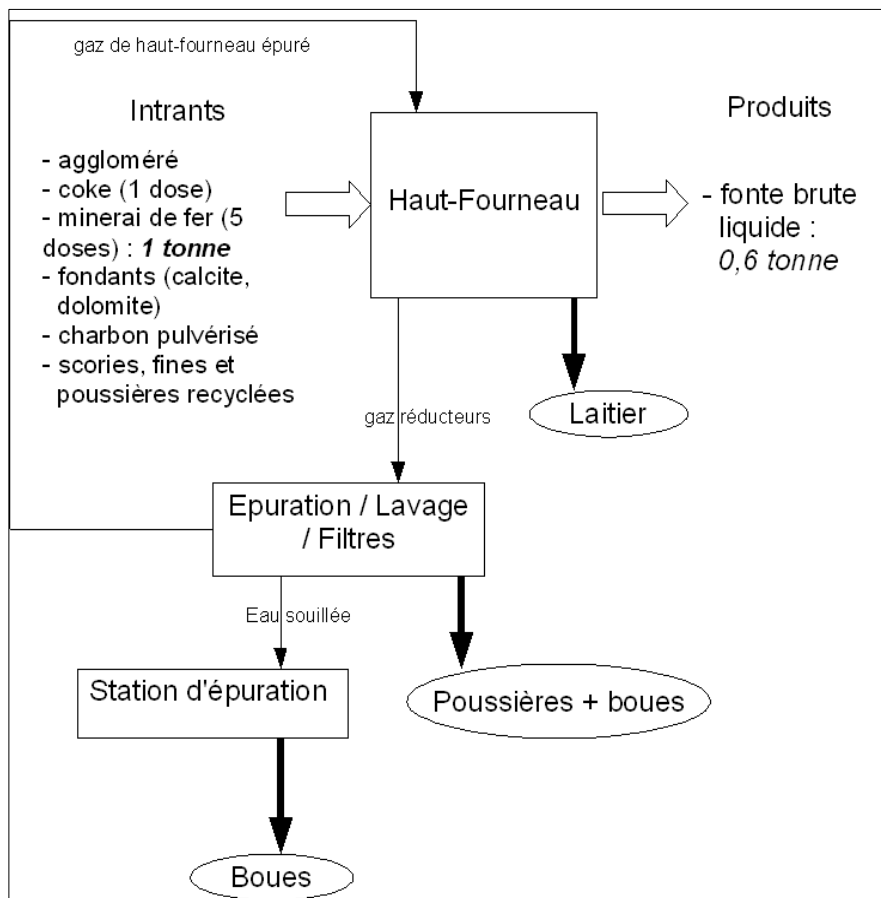 gaz de haut-fourneau épuré
Intrants
- aggloméré
- coke (1 dose)
- minerai de fer (5
doses) : 1 tonne
- fondants (calcite,
dolomite)
- charbon pulvérisé
- scories, fines et
poussières recyclées
Haut-Fourneau
Produits
- fonte brute
liquide :
0,6 tonne
Laitier
gaz réducteurs
Epuration / Lavage
/ Filtres
Eau souillée
Station d'épuration
Poussières + boues
Boues